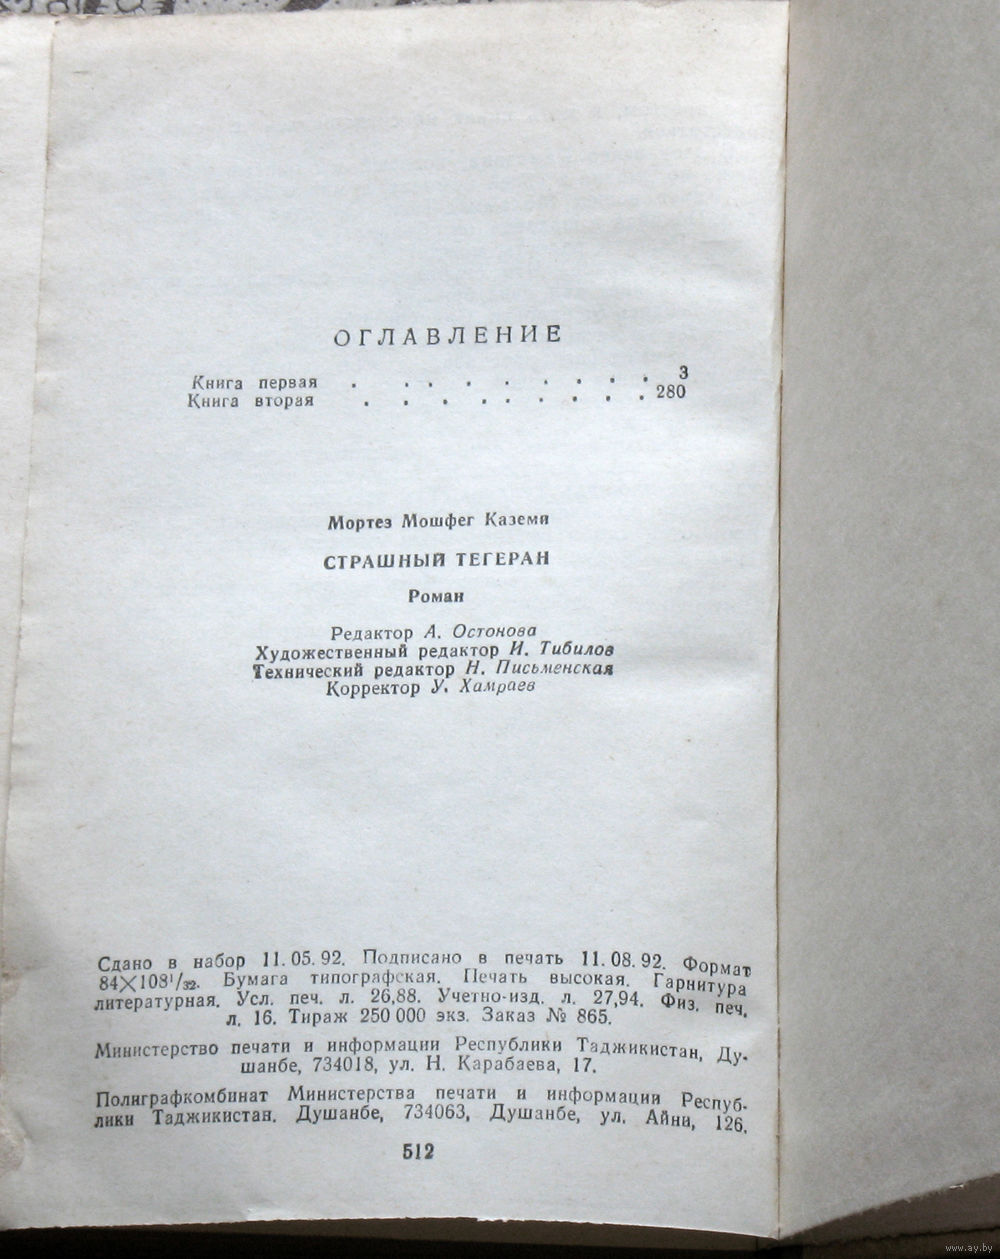 ОГЛАВЛЕНИЕ
Книга первая . . . . . . . . . 3
Книга вторая . . . . . . . . . 280
Мортез Мошфег Каземи
СТРАШНЫЙ ТЕГЕРАН
Роман
Редактор А. Остонова
Художественный редактор И. Тибилов
Технический редактор Н. Письменская
Корректор У. Хамраев
Сдано в набор 11.05.92. Подписано в печать 11.08.92. Формат
84×108¹/₃₂. Бумага типографская. Печать высокая. Гарнитура
литературная. Усл. печ. л. 26,88. Учетно-изд. л. 27,94. Физ. печ.
л. 16. Тираж 250 000 экз. Заказ № 865.
Министерство печати и информации Республики Таджикистан, Ду-
шанбе, 734018, ул. Н. Карабаева, 17.
Полиграфкомбинат Министерства печати и информации Респуб-
лики Таджикистан. Душанбе, 734063, Душанбе, ул. Айни, 126.
512
www.ay.by